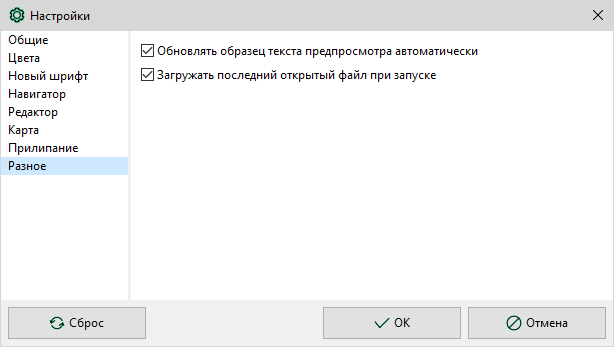 Настройки
Общие
Цвета
Новый шрифт
Навигатор
Редактор
Карта
Прилипание
Разное
Обновлять образец текста предпросмотра автоматически
Загружать последний открытый файл при запуске
Сброс
OK
Отмена